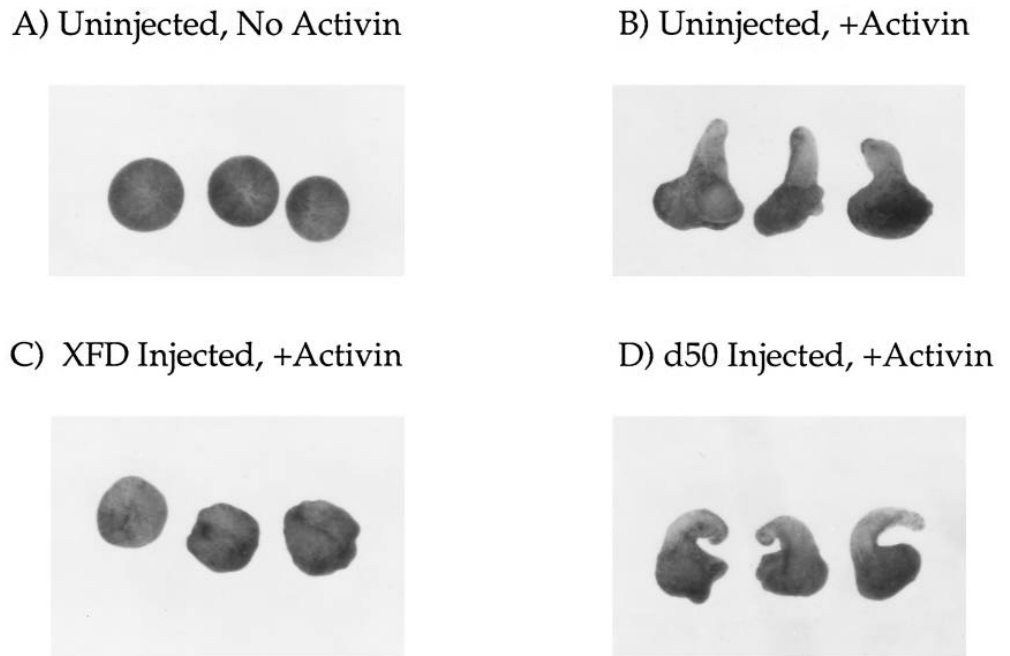 A) Uninjected, No Activin
B) Uninjected, +Activin
C) XFD Injected, +Activin
D) d50 Injected, +Activin